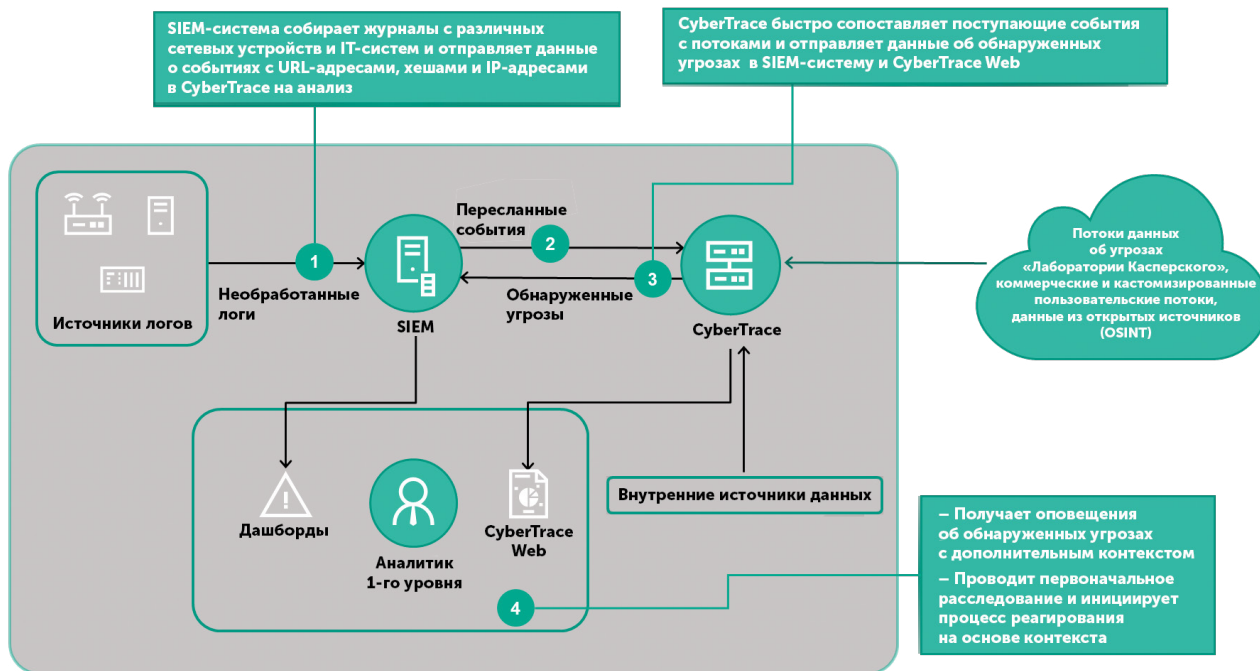 SIEM-система собирает журналы с различных
сетевых устройств и IT-систем и отправляет данные
о событиях с URL-адресами, хешами и IP-адресами
в CyberTrace на анализ
CyberTrace быстро сопоставляет поступающие события
с потоками и отправляет данные об обнаруженных
угрозах в SIEM-систему и CyberTrace Web
Источники логов
1
Необработанные
логи
SIEM
Пересланные
события
2
3
Обнаруженные
угрозы
CyberTrace
Потоки данных
об угрозах
«Лаборатории Касперского»,
коммерческие и кастомизированные
пользовательские потоки,
данные из открытых источников
(OSINT)
Дашборды
Аналитик
1-го уровня
CyberTrace
Web
4
Внутренние источники данных
– Получает оповещения
об обнаруженных угрозах
с дополнительным контекстом
– Проводит первоначальное
расследование и инициирует
процесс реагирования
на основе контекста